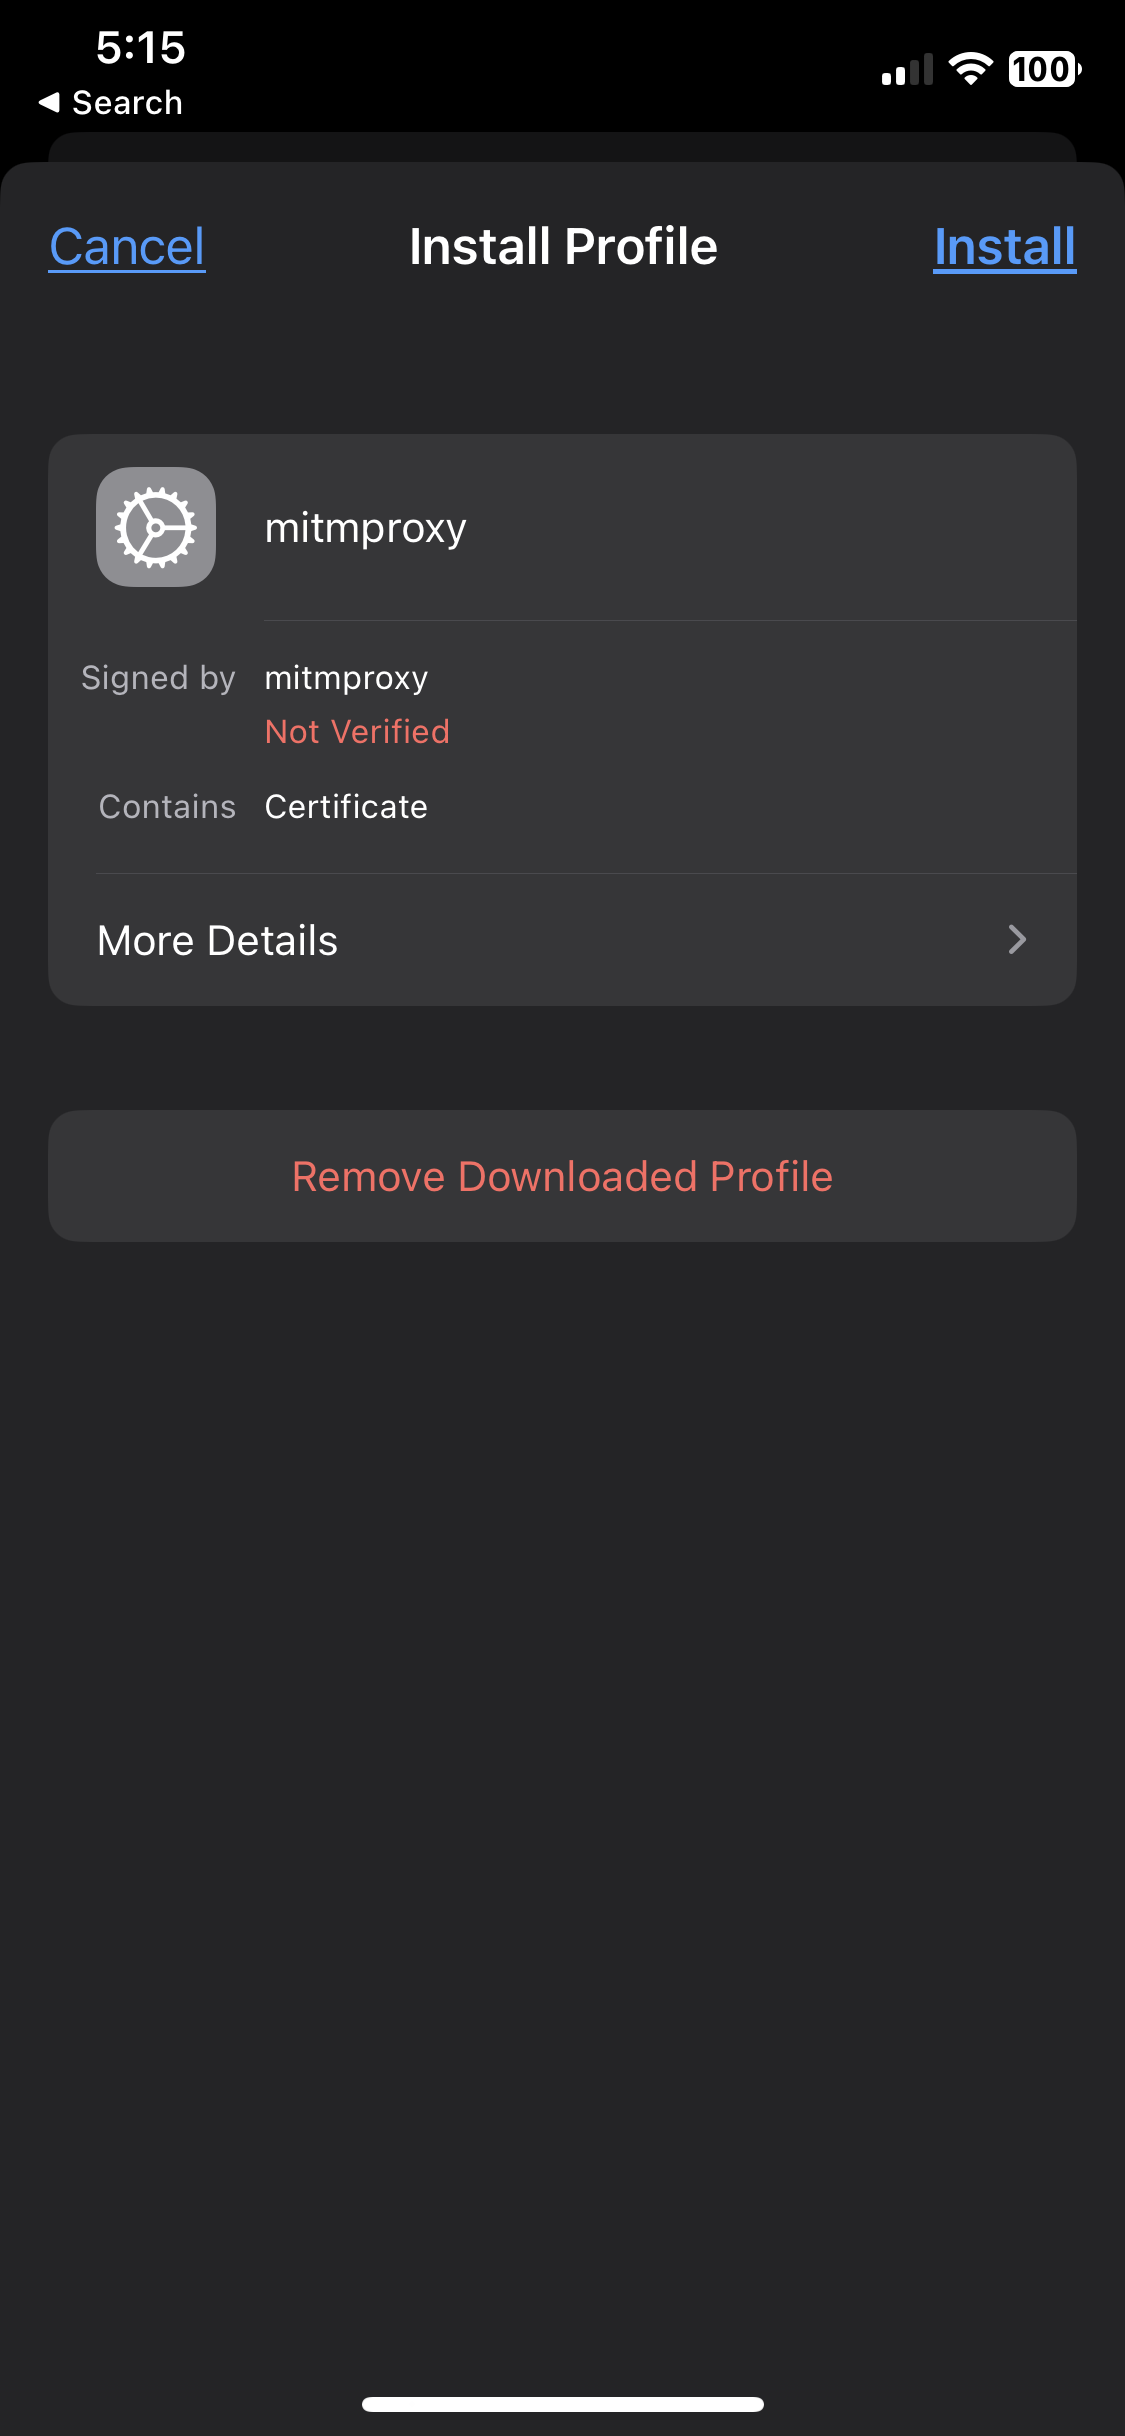 5:15
Search
100
Cancel
Install Profile
Install
mitmproxy
Signed by mitmproxy
Not Verified
Contains Certificate
More Details
Remove Downloaded Profile